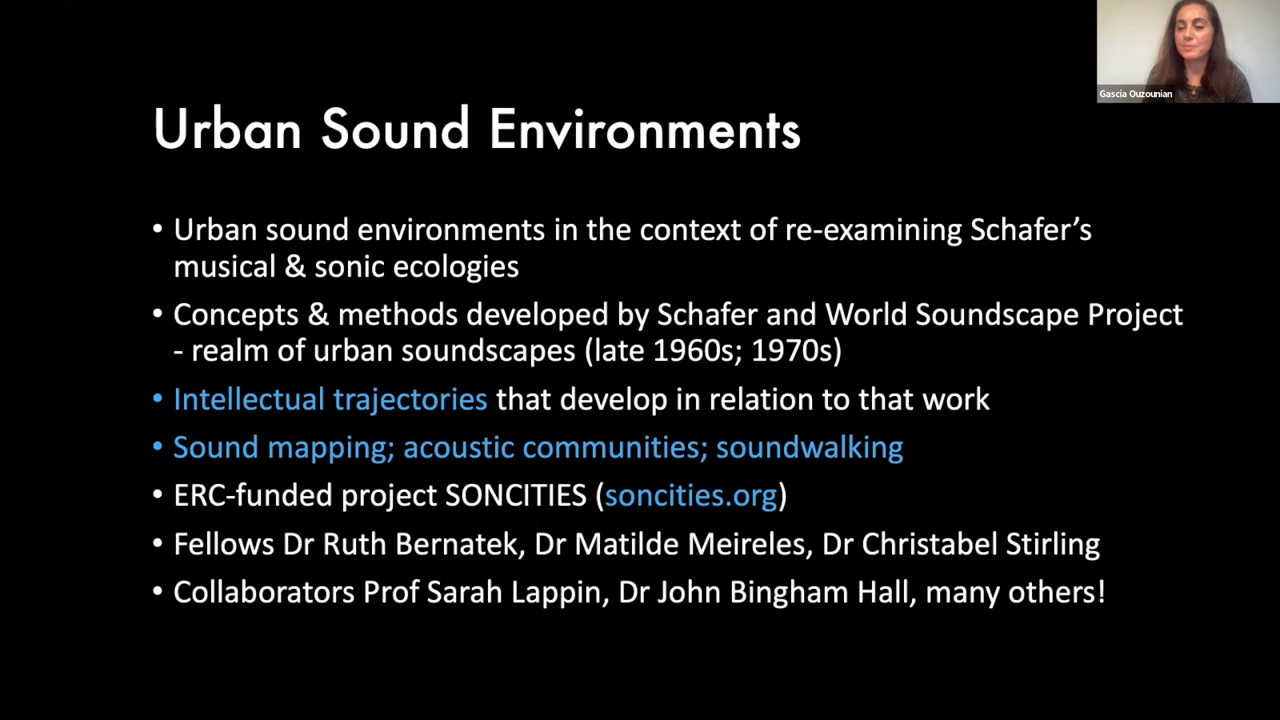 Gascia Ouzounian
Urban Sound Environments
• Urban sound environments in the context of re-examining Schafer’s
musical & sonic ecologies
• Concepts & methods developed by Schafer and World Soundscape Project
- realm of urban soundscapes (late 1960s; 1970s)
• Intellectual trajectories that develop in relation to that work
• Sound mapping; acoustic communities; soundwalking
• ERC-funded project SONCITIES (soncities.org)
• Fellows Dr Ruth Bernatek, Dr Matilde Meireles, Dr Christabel Stirling
• Collaborators Prof Sarah Lappin, Dr John Bingham Hall, many others!